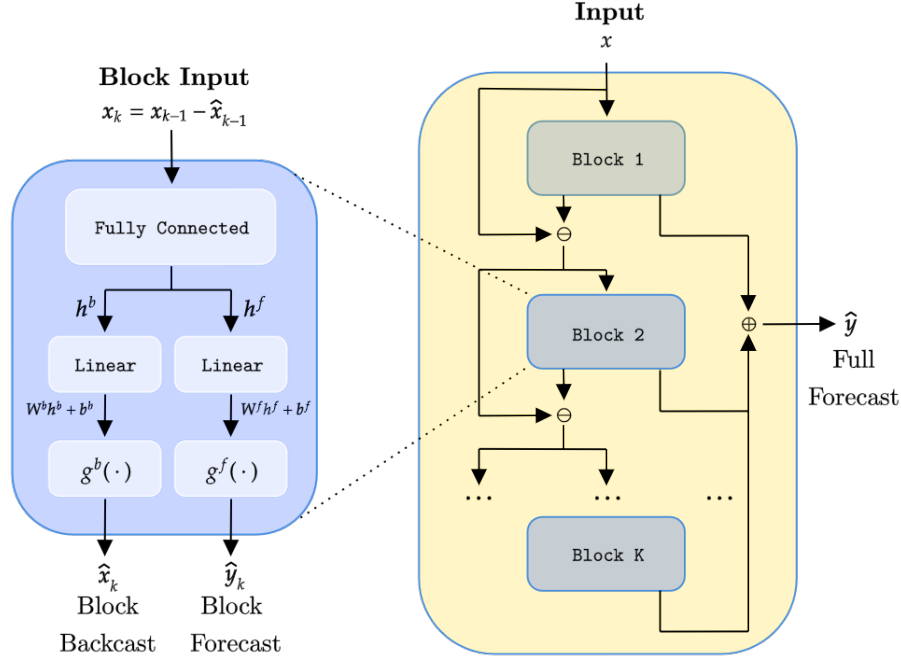 Block Input
x_k = x_{k-1} − x̂_{k-1}
Fully Connected
h^b
h^f
Linear
Linear
W^b h^b + b^b
W^f h^f + b^f
g^b(·)
g^f(·)
x̂_k
ŷ_k
Block
Backcast
Block
Forecast
Input
x
Block 1
⊖
Block 2
⊕
ŷ
Full
Forecast
⊖
...
...
...
Block K